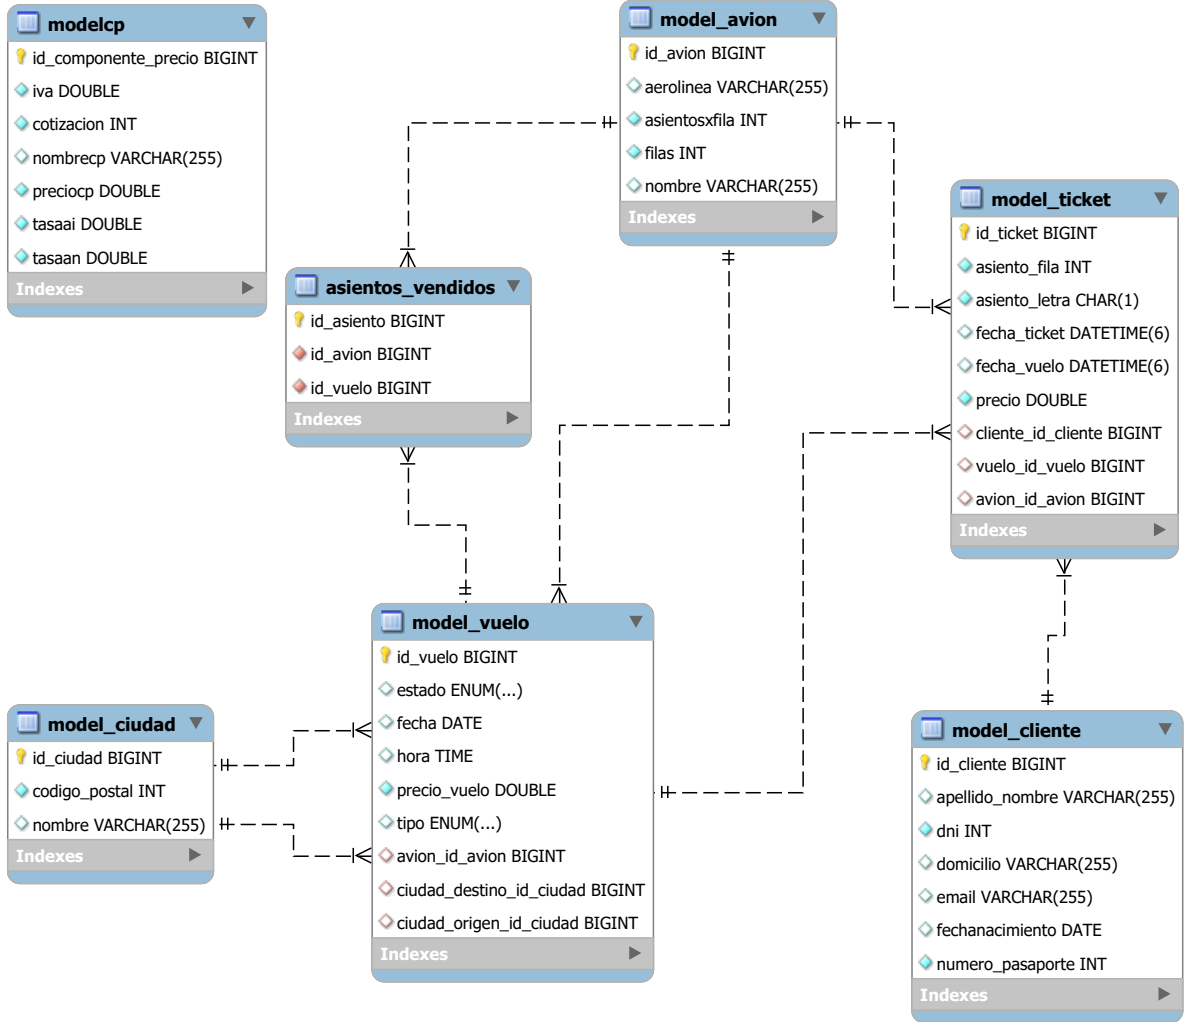 modelcp
id_componente_precio BIGINT
iva DOUBLE
cotizacion INT
nombrecp VARCHAR(255)
preciocp DOUBLE
tasaai DOUBLE
tasaan DOUBLE
Indexes
model_avion
id_avion BIGINT
aerolinea VARCHAR(255)
asientosxfila INT
filas INT
nombre VARCHAR(255)
Indexes
model_ticket
id_ticket BIGINT
asiento_fila INT
asiento_letra CHAR(1)
fecha_ticket DATETIME(6)
fecha_vuelo DATETIME(6)
precio DOUBLE
cliente_id_cliente BIGINT
vuelo_id_vuelo BIGINT
avion_id_avion BIGINT
Indexes
asientos_vendidos
id_asiento BIGINT
id_avion BIGINT
id_vuelo BIGINT
Indexes
model_vuelo
id_vuelo BIGINT
estado ENUM(...)
fecha DATE
hora TIME
precio_vuelo DOUBLE
tipo ENUM(...)
avion_id_avion BIGINT
ciudad_destino_id_ciudad BIGINT
ciudad_origen_id_ciudad BIGINT
Indexes
model_ciudad
id_ciudad BIGINT
codigo_postal INT
nombre VARCHAR(255)
Indexes
model_cliente
id_cliente BIGINT
apellido_nombre VARCHAR(255)
dni INT
domicilio VARCHAR(255)
email VARCHAR(255)
fechanacimiento DATE
numero_pasaporte INT
Indexes